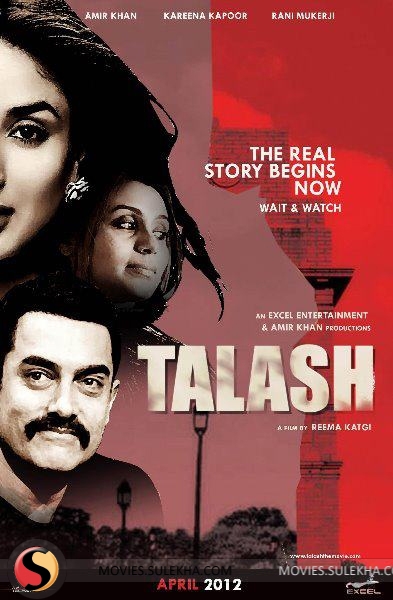 AMIR KHAN KAREENA KAPOOR RANI MUKERJI
THE REAL
STORY BEGINS
NOW
WAIT & WATCH
AN EXCEL ENTERTAINMENT
& AMIR KHAN PRODUCTIONS
TALASH
A FILM BY REEMA KATGI
www.talashthemovie.com
MOVIES.SULEKHA.COM MOVIES.SULEKHA.COM
S
APRIL 2012
EXCEL